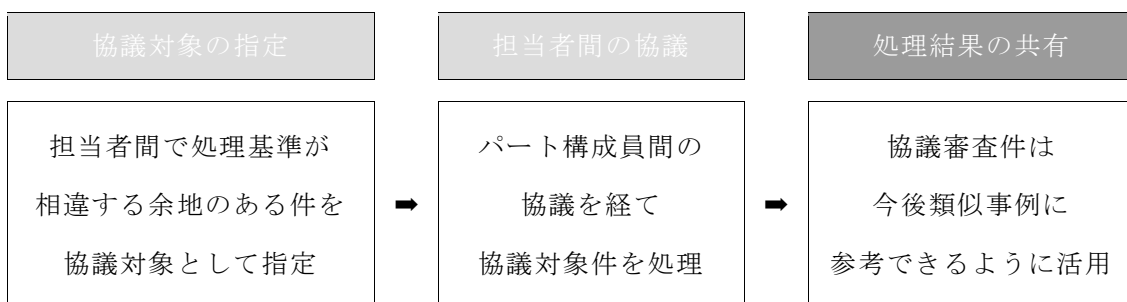 協議対象の指定
担当者間の協議
処理結果の共有
担当者間で処理基準が
相違する余地のある件を
協議対象として指定
➡
パート構成員間の
協議を経て
協議対象件を処理
➡
協議審査件は
今後類似事例に
参考できるように活用